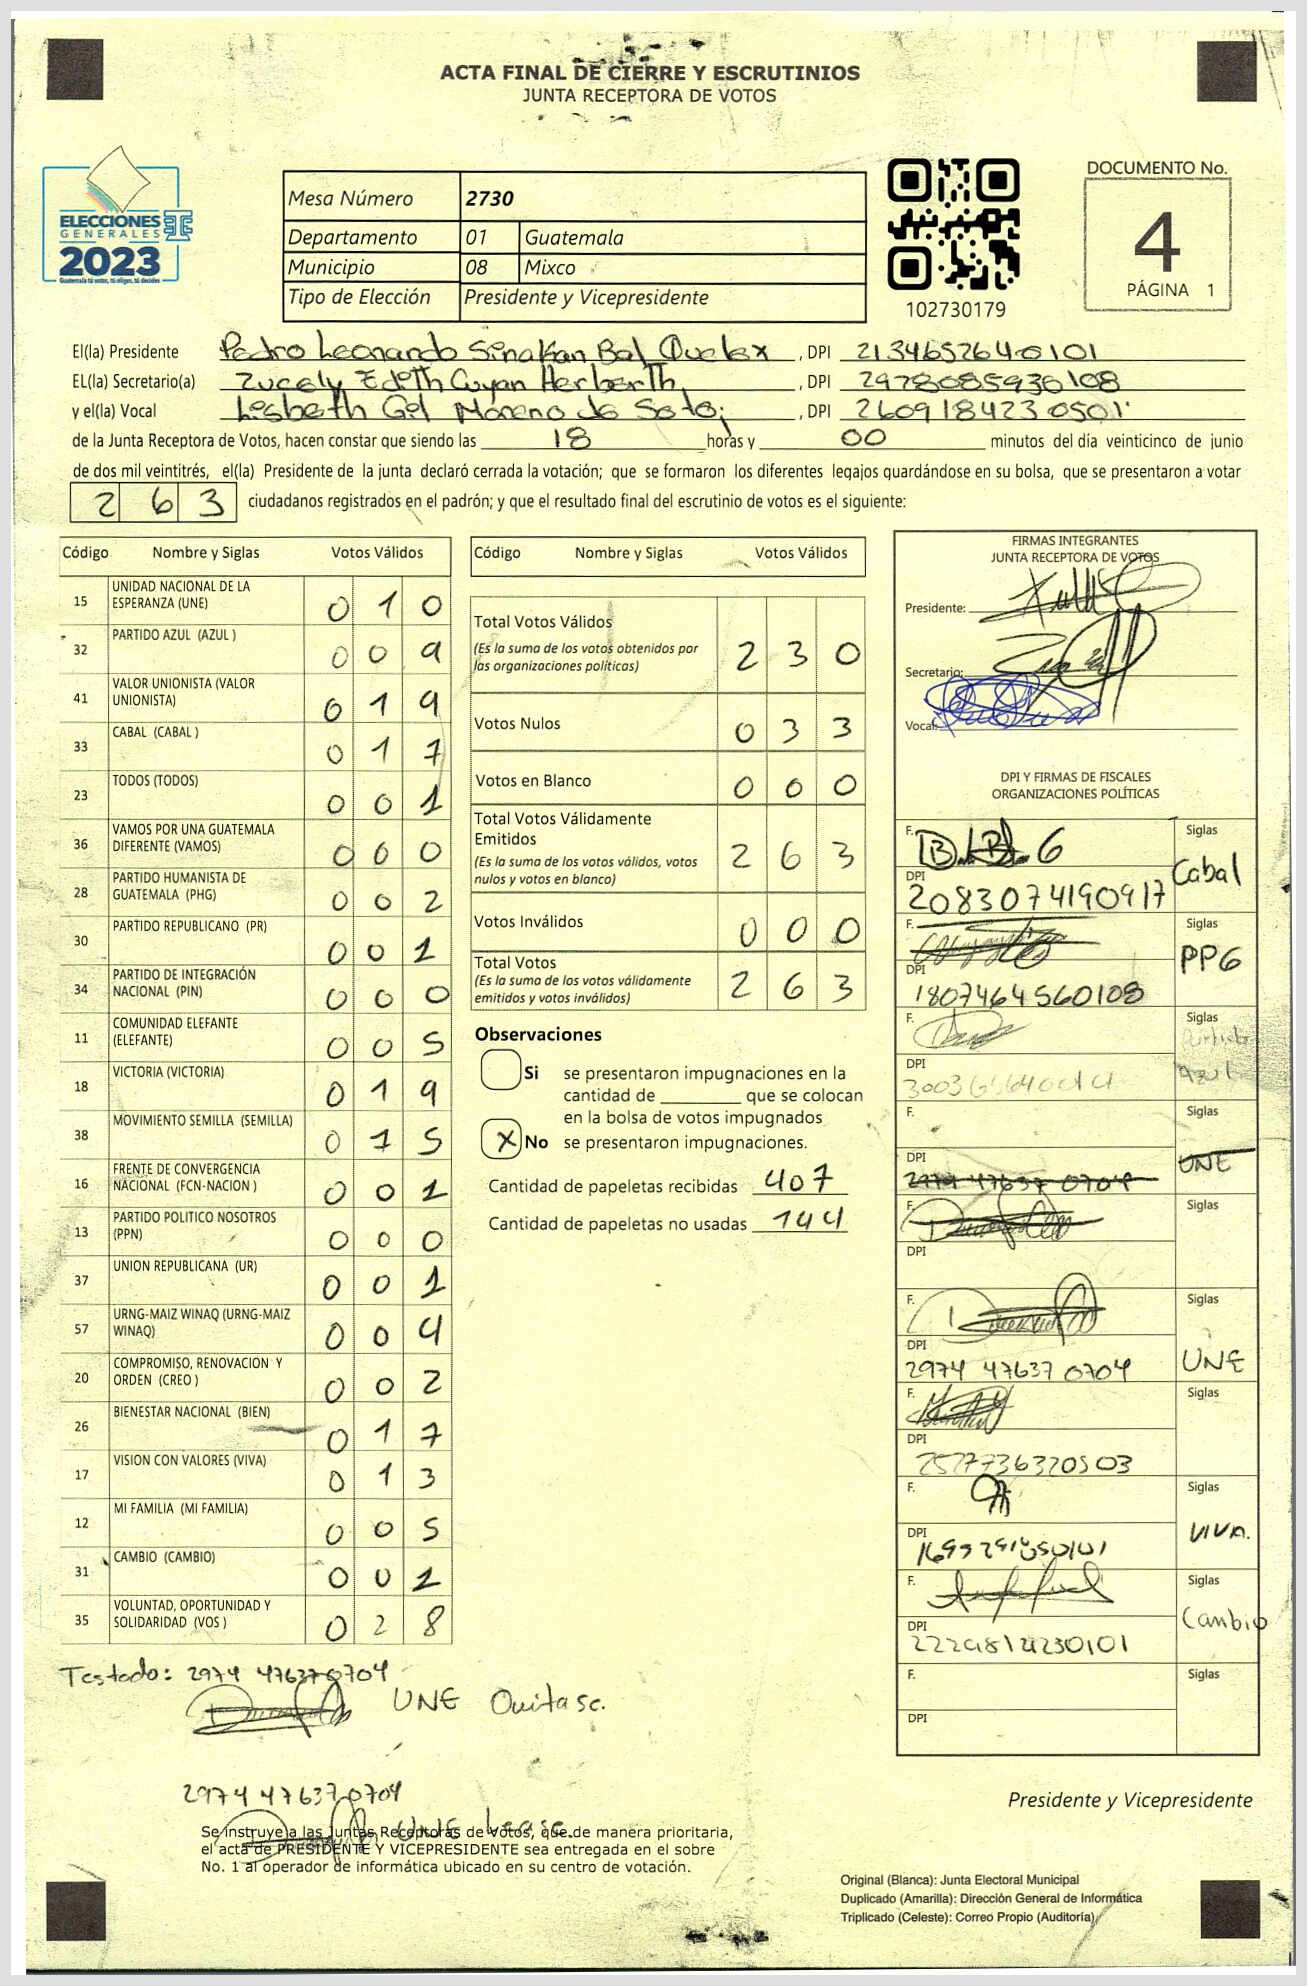 ACTA FINAL DE CIERRE Y ESCRUTINIOS
JUNTA RECEPTORA DE VOTOS
ELECCIONES
GENERALES
2023
Guatemala tú votas, tú eliges, tú decides
Mesa Número 2730
Departamento 01 Guatemala
Municipio 08 Mixco
Tipo de Elección Presidente y Vicepresidente
102730179
DOCUMENTO No.
4
PÁGINA 1
El(la) Presidente Pedro Leonardo Sinakan Bal Quelex, DPI 2134652640101
EL(la) Secretario(a) Zucely Edith Cuyan Herberth, DPI 2978085930108
y el(la) Vocal Lisbeth Gil Moreno de Soto, DPI 2609184230501
de la Junta Receptora de Votos, hacen constar que siendo las 18 horas y 00 minutos del día veinticinco de junio
de dos mil veintitrés, el(la) Presidente de la junta declaró cerrada la votación; que se formaron los diferentes legajos guardándose en su bolsa, que se presentaron a votar
263 ciudadanos registrados en el padrón; y que el resultado final del escrutinio de votos es el siguiente:
Código Nombre y Siglas Votos Válidos
15 UNIDAD NACIONAL DE LA ESPERANZA (UNE) 0 1 0
32 PARTIDO AZUL (AZUL ) 0 0 9
41 VALOR UNIONISTA (VALOR UNIONISTA) 0 1 9
33 CABAL (CABAL ) 0 1 7
23 TODOS (TODOS) 0 0 1
36 VAMOS POR UNA GUATEMALA DIFERENTE (VAMOS) 0 6 0
28 PARTIDO HUMANISTA DE GUATEMALA (PHG) 0 0 2
30 PARTIDO REPUBLICANO (PR) 0 0 1
34 PARTIDO DE INTEGRACIÓN NACIONAL (PIN) 0 0 0
11 COMUNIDAD ELEFANTE (ELEFANTE) 0 0 5
18 VICTORIA (VICTORIA) 0 1 9
38 MOVIMIENTO SEMILLA (SEMILLA) 0 1 5
16 FRENTE DE CONVERGENCIA NACIONAL (FCN-NACION ) 0 0 1
13 PARTIDO POLITICO NOSOTROS (PPN) 0 0 0
37 UNION REPUBLICANA (UR) 0 0 1
57 URNG-MAIZ WINAQ (URNG-MAIZ WINAQ) 0 0 4
20 COMPROMISO, RENOVACION Y ORDEN (CREO ) 0 0 2
26 BIENESTAR NACIONAL (BIEN) 0 1 7
17 VISION CON VALORES (VIVA) 0 1 3
12 MI FAMILIA (MI FAMILIA) 0 0 5
31 CAMBIO (CAMBIO) 0 0 2
35 VOLUNTAD, OPORTUNIDAD Y SOLIDARIDAD (VOS ) 0 2 8
Código Nombre y Siglas Votos Válidos
Total Votos Válidos
(Es la suma de los votos obtenidos por las organizaciones políticas) 2 3 0
Votos Nulos 0 3 3
Votos en Blanco 0 0 0
Total Votos Válidamente Emitidos
(Es la suma de los votos válidos, votos nulos y votos en blanco) 2 6 3
Votos Inválidos 0 0 0
Total Votos
(Es la suma de los votos válidamente emitidos y votos inválidos) 2 6 3
Observaciones
Si se presentaron impugnaciones en la
cantidad de ________ que se colocan
en la bolsa de votos impugnados
X No se presentaron impugnaciones.
Cantidad de papeletas recibidas 407
Cantidad de papeletas no usadas 144
FIRMAS INTEGRANTES
JUNTA RECEPTORA DE VOTOS
Presidente:
Secretario:
Vocal:
DPI Y FIRMAS DE FISCALES
ORGANIZACIONES POLÍTICAS
F. Siglas Cabal
DPI 2083074190917
F. Siglas PPG
DPI 1807464560108
F. Siglas Partido Azul
DPI
F. Siglas UNE
DPI 2974 47637 0704
F. Siglas
DPI
F. Siglas UNE
DPI 2974 47637 0704
F. Siglas
DPI 2527736320503
F. Siglas VIVA.
DPI
F. Siglas Cambio
DPI
F. Siglas
DPI
Testado: 2974 47637 0704
UNE Omitase.
2974 47637 0704
UNE Lease.
Se instruye a las Juntas Receptoras de Votos, que de manera prioritaria,
el acta de PRESIDENTE Y VICEPRESIDENTE sea entregada en el sobre
No. 1 al operador de informática ubicado en su centro de votación.
Presidente y Vicepresidente
Original (Blanca): Junta Electoral Municipal
Duplicado (Amarilla): Dirección General de Informática
Triplicado (Celeste): Correo Propio (Auditoría)